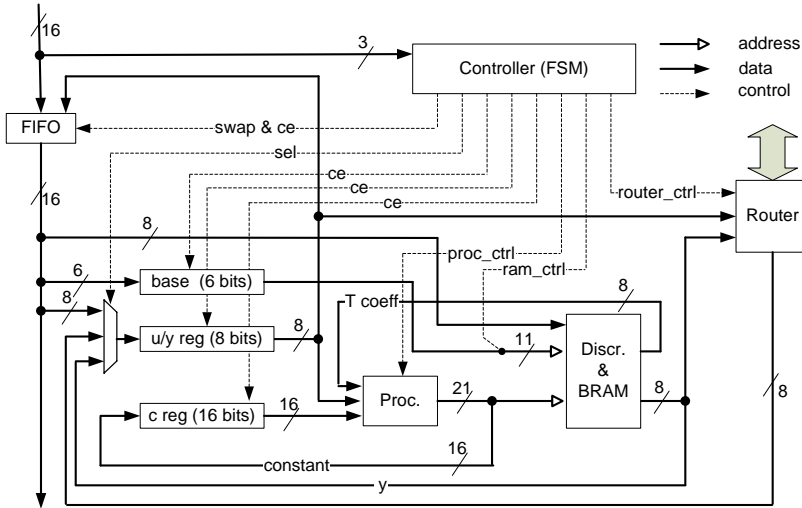 16
3
Controller (FSM)
address
data
control
FIFO
swap & ce
sel
16
ce
ce
ce
router_ctrl
Router
8
proc_ctrl
ram_ctrl
6
base (6 bits)
8
T coeff
8
u/y reg (8 bits)
8
11
Discr.
&
BRAM
c reg (16 bits)
16
Proc.
21
8
8
constant
16
y